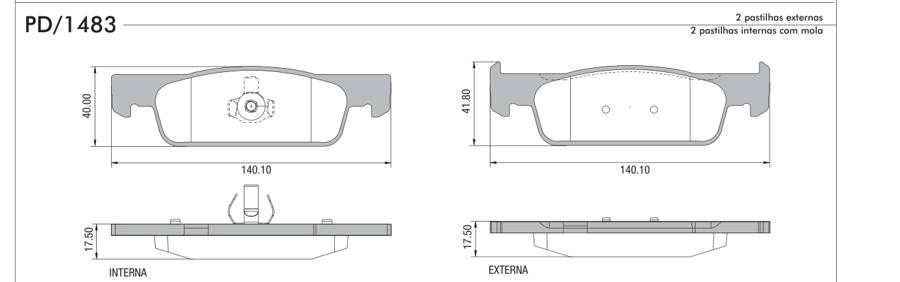 PD/1483
2 pastilhas externas
2 pastilhas internas com mola
40.00
140.10
41.80
140.10
17.50
INTERNA
17.50
EXTERNA